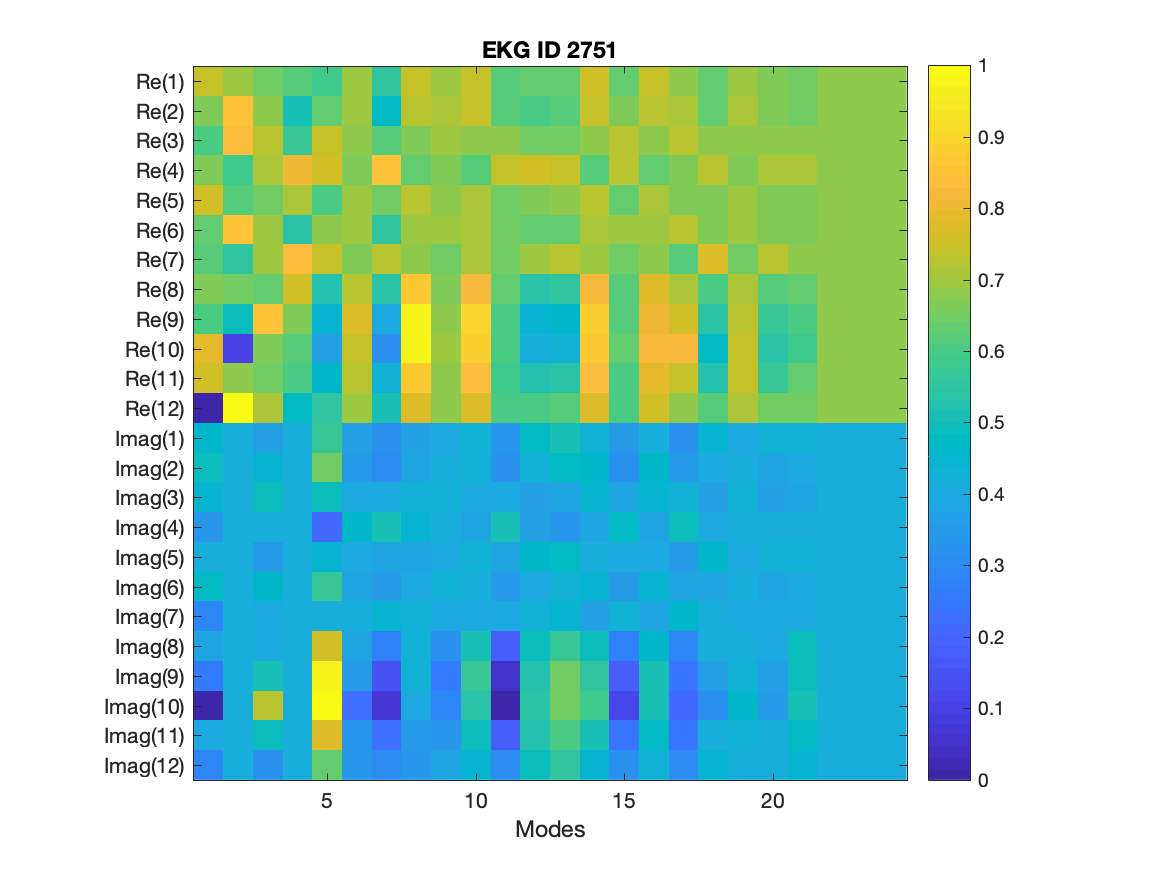 EKG ID 2751
Re(1)
Re(2)
Re(3)
Re(4)
Re(5)
Re(6)
Re(7)
Re(8)
Re(9)
Re(10)
Re(11)
Re(12)
Imag(1)
Imag(2)
Imag(3)
Imag(4)
Imag(5)
Imag(6)
Imag(7)
Imag(8)
Imag(9)
Imag(10)
Imag(11)
Imag(12)
5 10 15 20
Modes
1
0.9
0.8
0.7
0.6
0.5
0.4
0.3
0.2
0.1
0